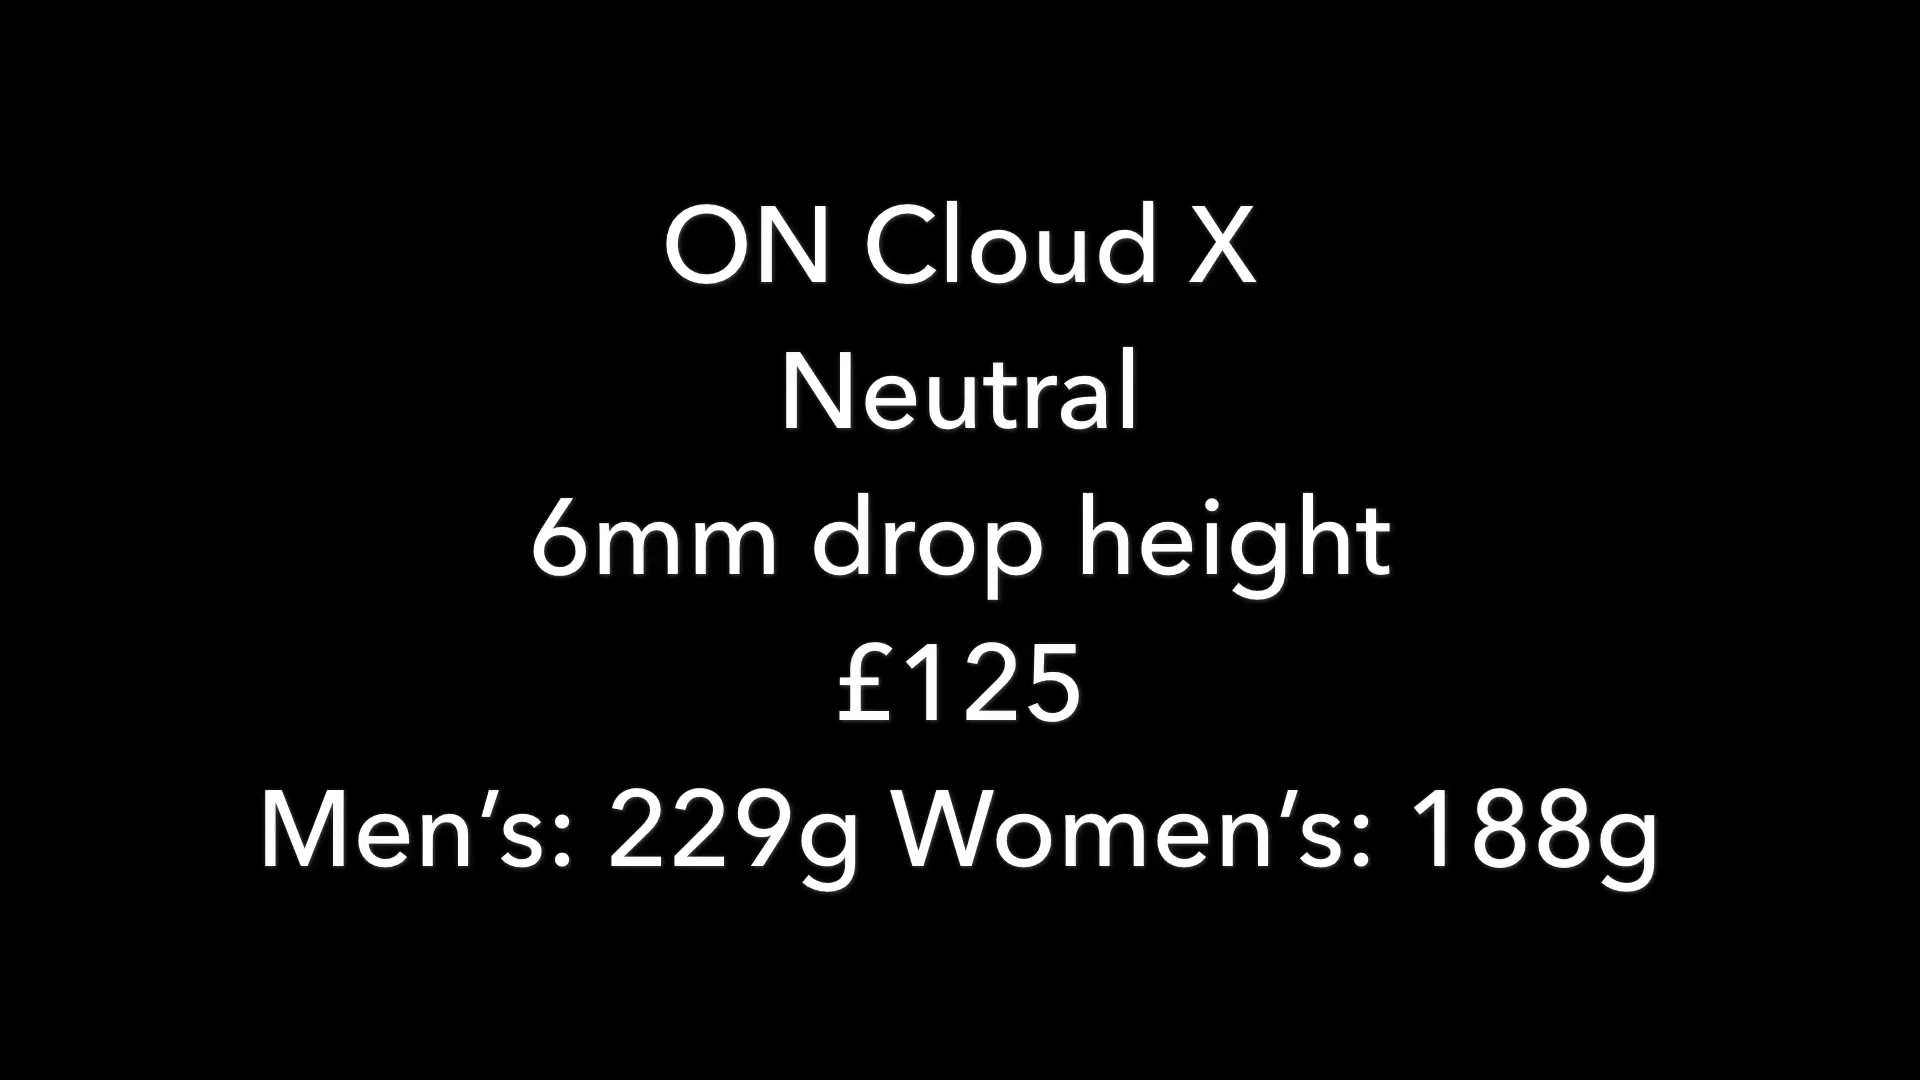 ON Cloud X
Neutral
6mm drop height
£125
Men’s: 229g Women’s: 188g